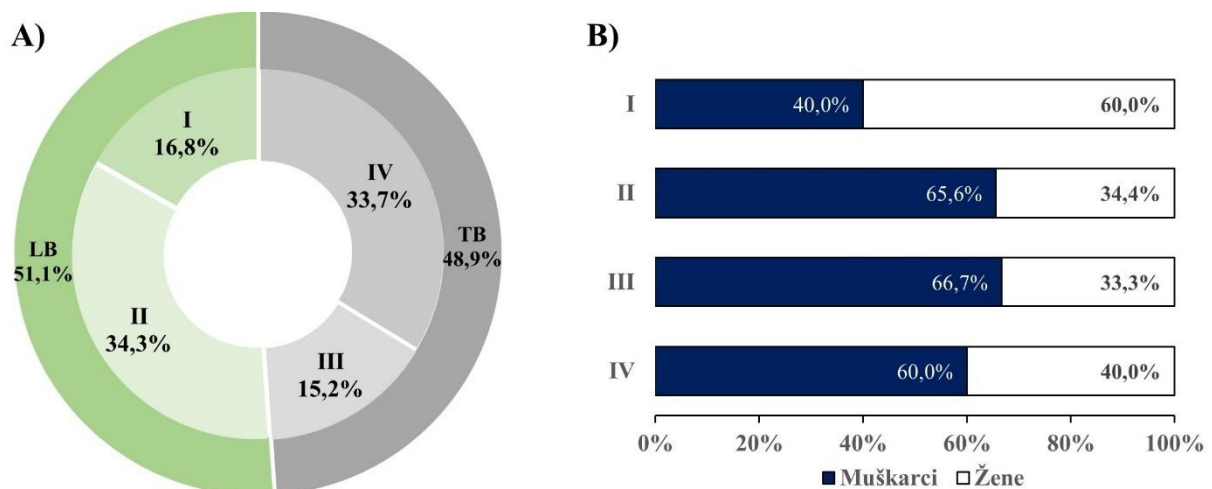 A)
I
16,8%
IV
33,7%
LB
51,1%
TB
48,9%
II
34,3%
III
15,2%
B)
I
40,0%
60,0%
II
65,6%
34,4%
III
66,7%
33,3%
IV
60,0%
40,0%
0% 20% 40% 60% 80% 100%
Muškarci Žene